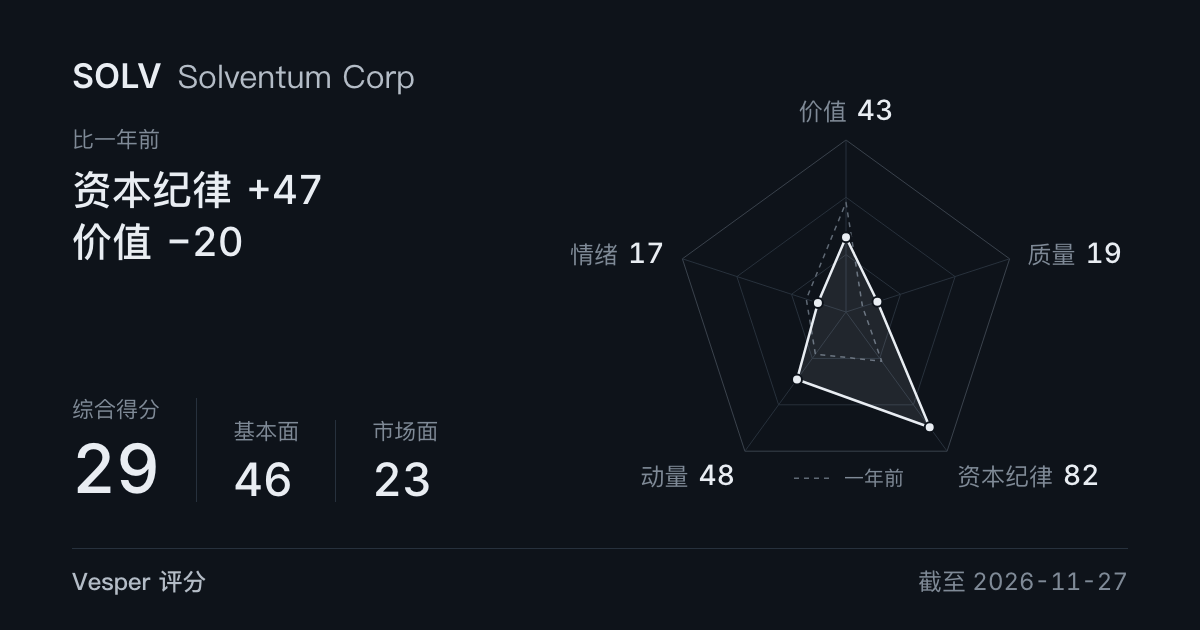 SOLV Solventum Corp
比一年前
资本纪律 +47
价值 −20
综合得分
29
基本面
46
市场面
23
价值 43
情绪 17
质量 19
动量 48
---- 一年前
资本纪律 82
Vesper 评分
截至 2026-11-27